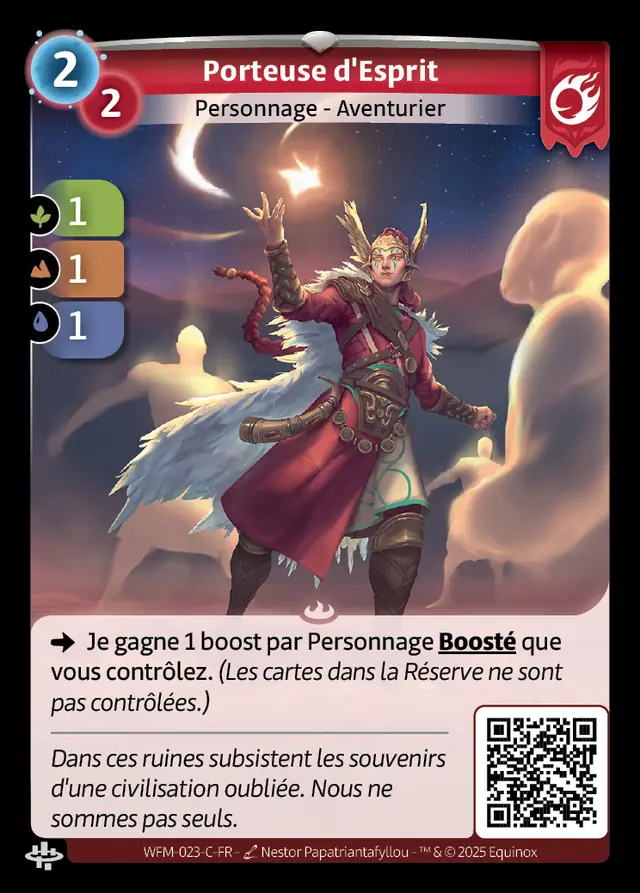 2
Porteuse d'Esprit
2
Personnage - Aventurier
1
1
1
Je gagne 1 boost par Personnage Boosté que
vous contrôlez. (Les cartes dans la Réserve ne sont
pas contrôlées.)
Dans ces ruines subsistent les souvenirs
d'une civilisation oubliée. Nous ne
sommes pas seuls.
WFM-023-C-FR - Nestor Papatriantafyllou - ™ & © 2025 Equinox